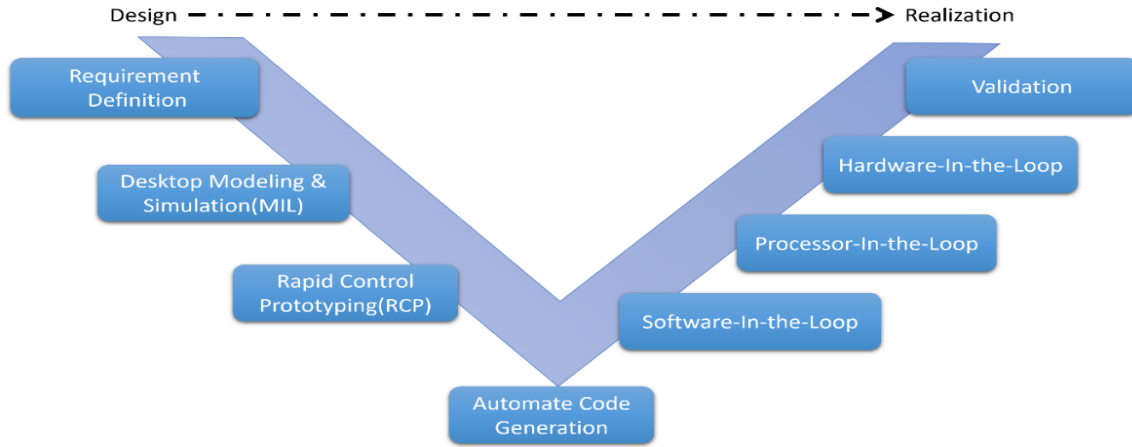 Design
Realization
Requirement
Definition
Validation
Desktop Modeling &
Simulation(MIL)
Hardware-In-the-Loop
Rapid Control
Prototyping(RCP)
Processor-In-the-Loop
Software-In-the-Loop
Automate Code
Generation